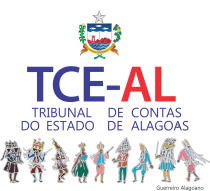 TCE-AL
TRIBUNAL DE CONTAS
DO ESTADO DE ALAGOAS
Guerreiro Alagoano